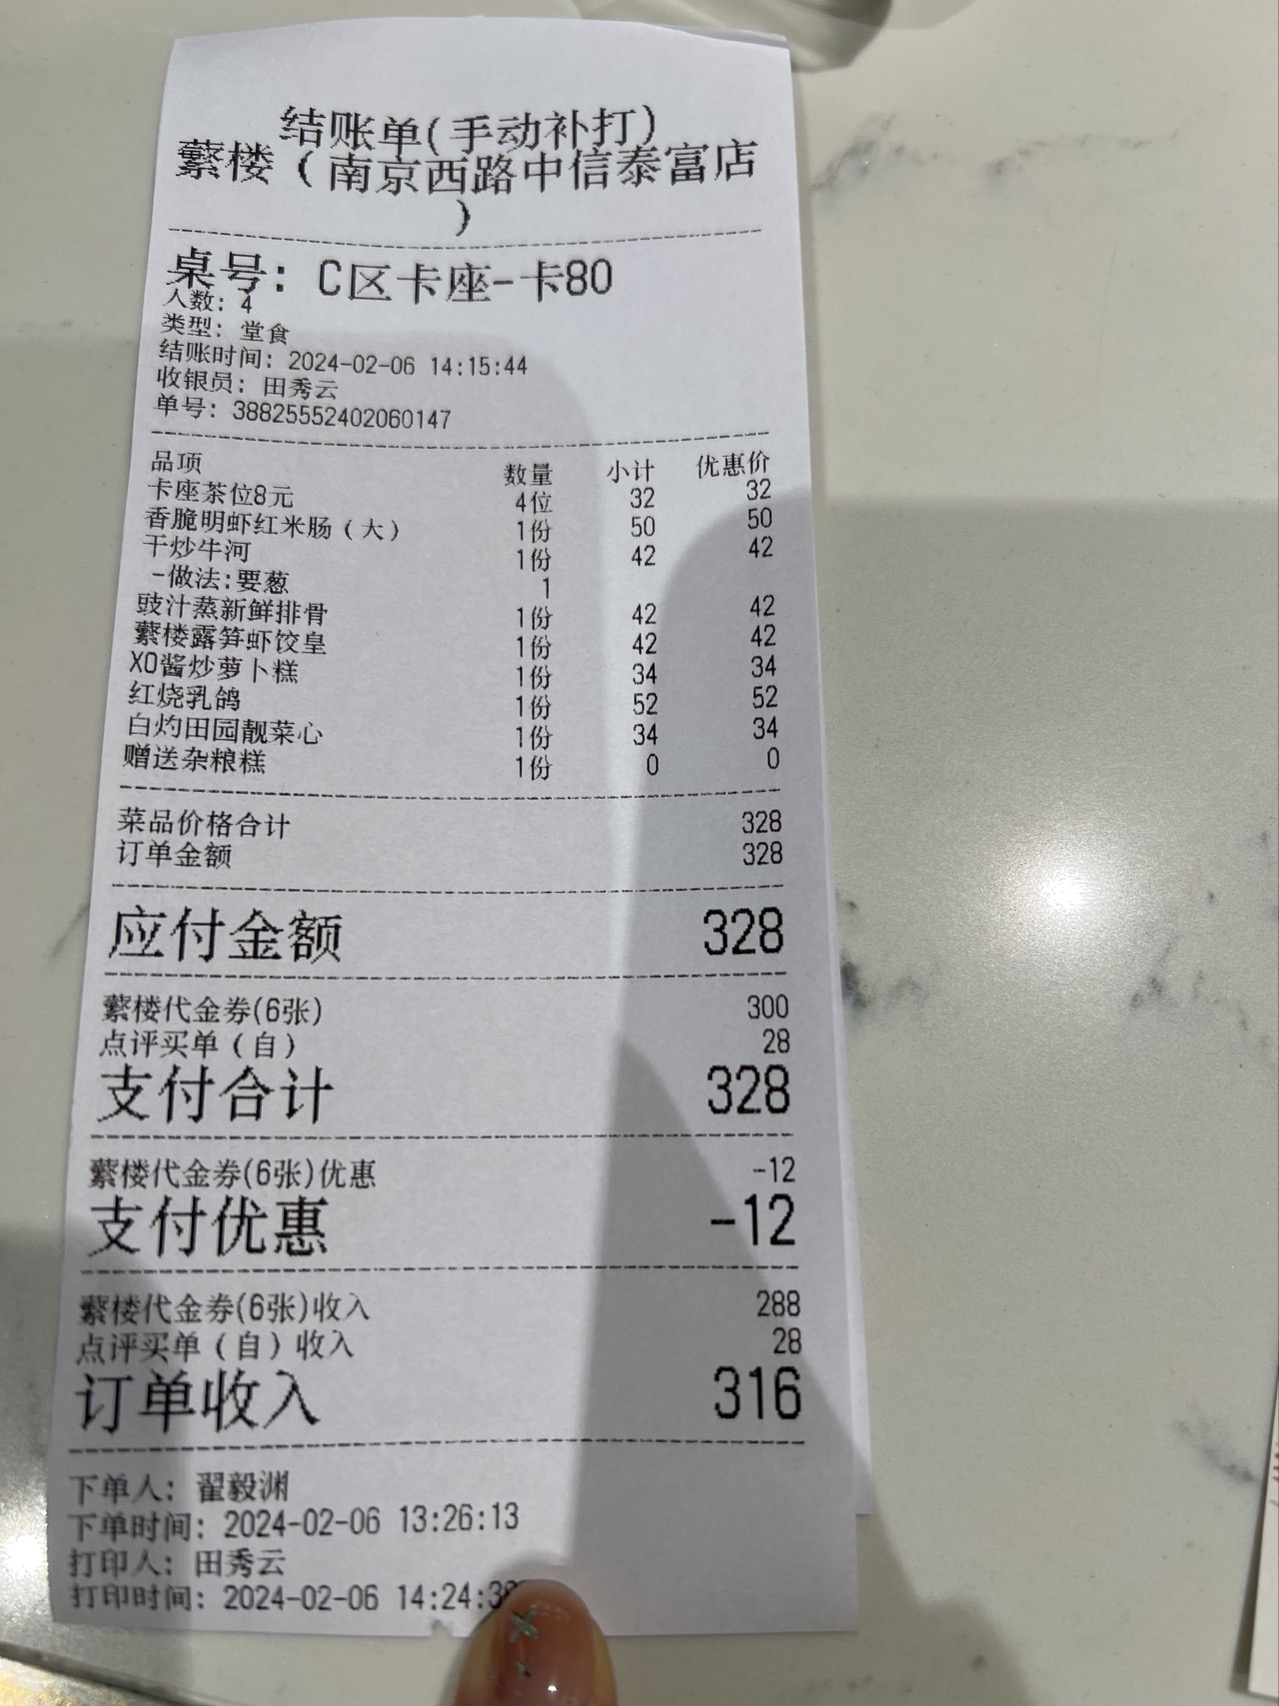 结账单(手动补打)
蘩楼（南京西路中信泰富店
）
桌号: C区卡座-卡80
人数: 4
类型: 堂食
结账时间: 2024-02-06 14:15:44
收银员: 田秀云
单号: 38825552402060147
品项 数量 小计 优惠价
卡座茶位8元 4位 32 32
香脆明虾红米肠（大） 1份 50 50
干炒牛河 1份 42 42
-做法:要葱 1
豉汁蒸新鲜排骨 1份 42 42
蘩楼露笋虾饺皇 1份 42 42
XO酱炒萝卜糕 1份 34 34
红烧乳鸽 1份 52 52
白灼田园靓菜心 1份 34 34
赠送杂粮糕 1份 0 0
菜品价格合计 328
订单金额 328
应付金额 328
蘩楼代金券(6张) 300
点评买单（自） 28
支付合计 328
蘩楼代金券(6张)优惠 -12
支付优惠 -12
蘩楼代金券(6张)收入 288
点评买单（自）收入 28
订单收入 316
下单人: 翟毅渊
下单时间: 2024-02-06 13:26:13
打印人: 田秀云
打印时间: 2024-02-06 14:24:3